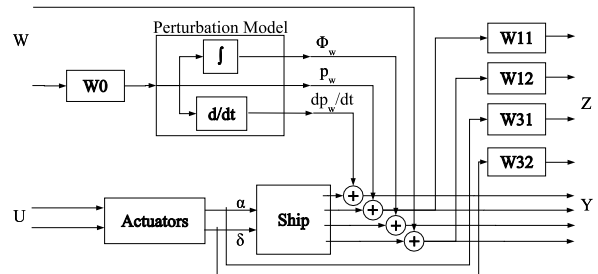 Perturbation Model
W
∫
Φw
W11
W0
pw
W12
Z
d/dt
dpw/dt
W31
W32
U
Actuators
α
δ
Ship
+
+
+
+
Y